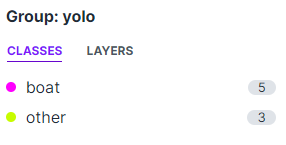 Group: yolo
CLASSES LAYERS
boat 5
other 3